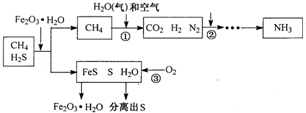 H₂O(气)和空气
Fe₂O₃·H₂O
CH₄
H₂S
CH₄
①
CO₂ H₂ N₂
②
NH₃
FeS S H₂O
③
O₂
Fe₂O₃·H₂O 分离出S